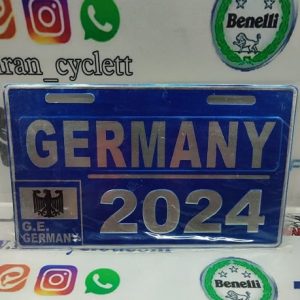 Benelli
aran_cyclett
GERMANY
2024
G.E.
GERMANY
Benelli